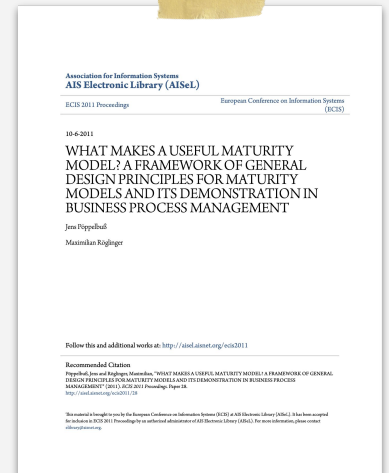 Association for Information Systems
AIS Electronic Library (AISeL)
ECIS 2011 Proceedings
European Conference on Information Systems
(ECIS)
10-6-2011
WHAT MAKES A USEFUL MATURITY
MODEL? A FRAMEWORK OF GENERAL
DESIGN PRINCIPLES FOR MATURITY
MODELS AND ITS DEMONSTRATION IN
BUSINESS PROCESS MANAGEMENT
Jens Pöppelbuß
Maximilian Röglinger
Follow this and additional works at: http://aisel.aisnet.org/ecis2011
Recommended Citation
Pöppelbuß, Jens and Röglinger, Maximilian, "WHAT MAKES A USEFUL MATURITY MODEL? A FRAMEWORK OF GENERAL
DESIGN PRINCIPLES FOR MATURITY MODELS AND ITS DEMONSTRATION IN BUSINESS PROCESS
MANAGEMENT" (2011). ECIS 2011 Proceedings. Paper 28.
http://aisel.aisnet.org/ecis2011/28
This material is brought to you by the European Conference on Information Systems (ECIS) at AIS Electronic Library (AISeL). It has been accepted
for inclusion in ECIS 2011 Proceedings by an authorized administrator of AIS Electronic Library (AISeL). For more information, please contact
elibrary@aisnet.org.